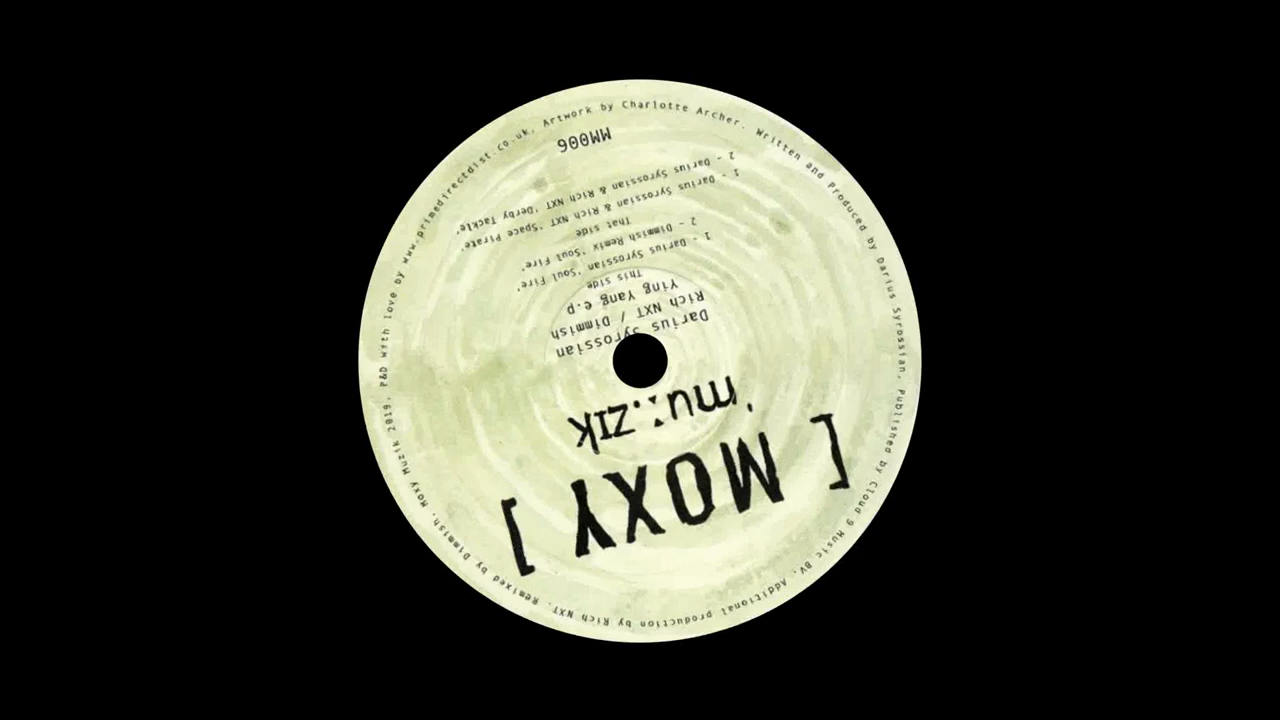 [ MOXY ]
ˈmuːzɪk
Darius Syrossian
Rich NXT / Dimmish
Ying Yang e.p
This side
1 - Darius Syrossian 'Soul Fire'
2 - Dimmish Remix 'Soul Fire'
That side
1 - Darius Syrossian & Rich NXT 'Space Pirate'
2 - Darius Syrossian & Rich NXT 'Derby Tackle'
MM006
Written and Produced by Darius Syrossian, Published by Cloud 9 Music BV, Additional production by Rich NXT. Remixed by Dimmish. Moxy Muzik 2019. P&D with love by www.primedirectdist.co.uk. Artwork by Charlotte Archer.